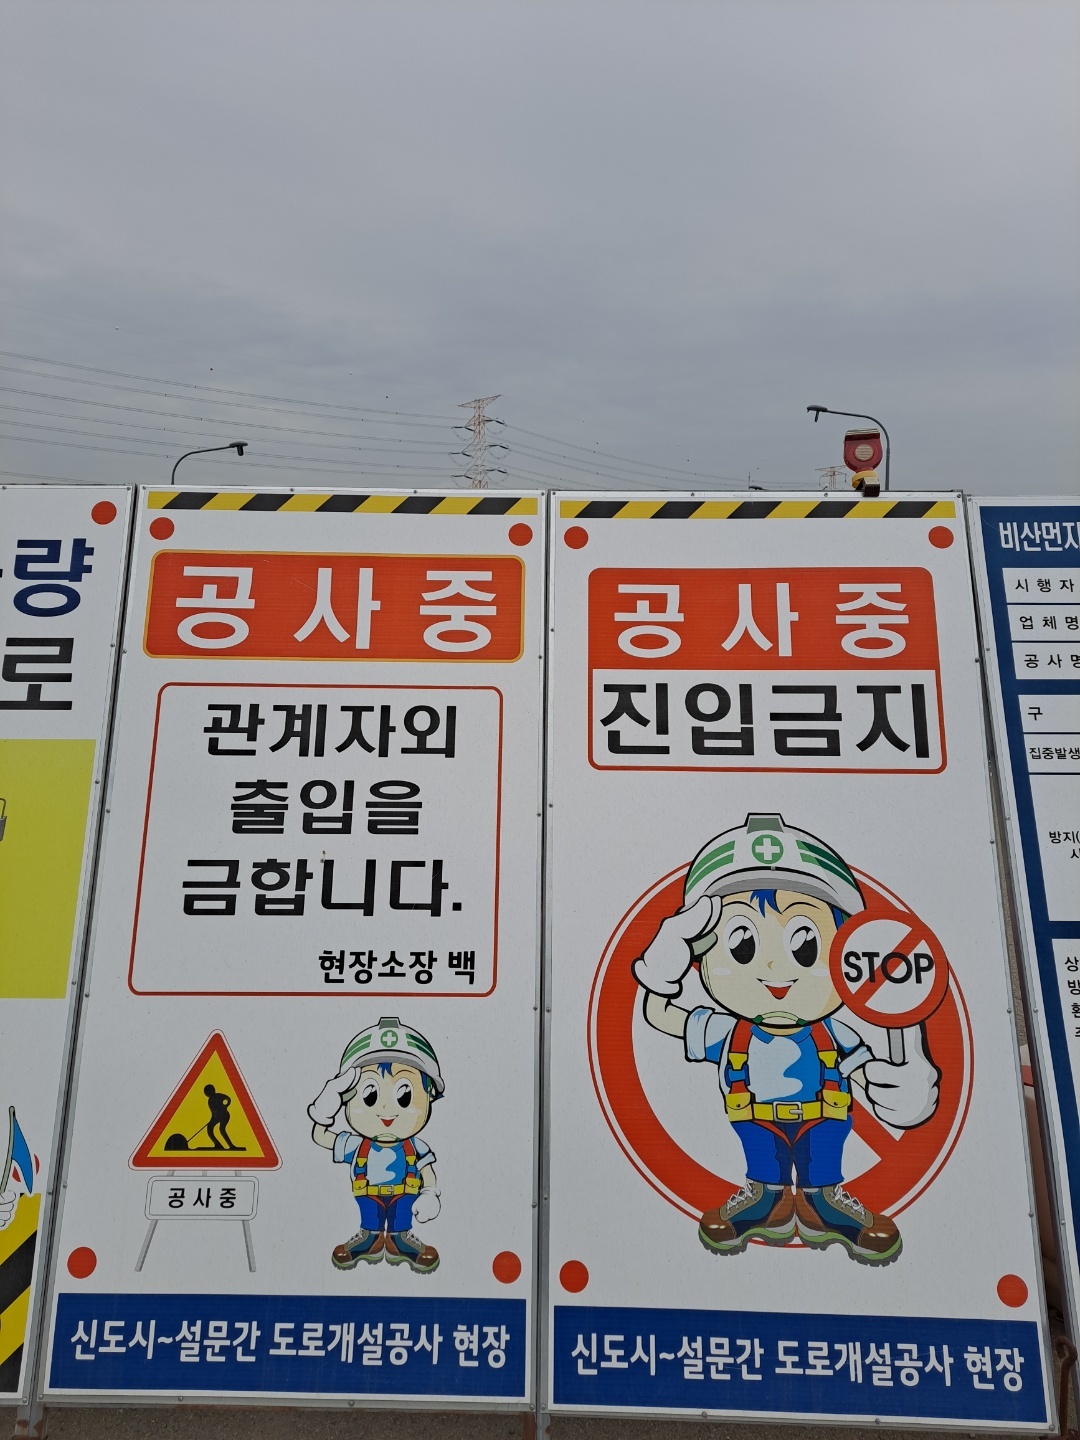 량
로
공사중
관계자외
출입을
금합니다.
현장소장 백
공사중
신도시~설문간 도로개설공사 현장
공사중
진입금지
STOP
신도시~설문간 도로개설공사 현장
비산먼지
시행자
업체명
공사명
구
집중발생
방지(
상